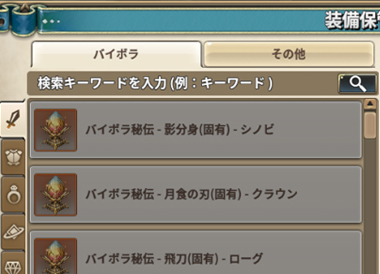 装備保管
バイボラ
その他
検索キーワードを入力 (例：キーワード )
バイボラ秘伝 - 影分身(固有) - シノビ
バイボラ秘伝 - 月食の刃(固有) - クラウン
バイボラ秘伝 - 飛刀(固有) - ローグ